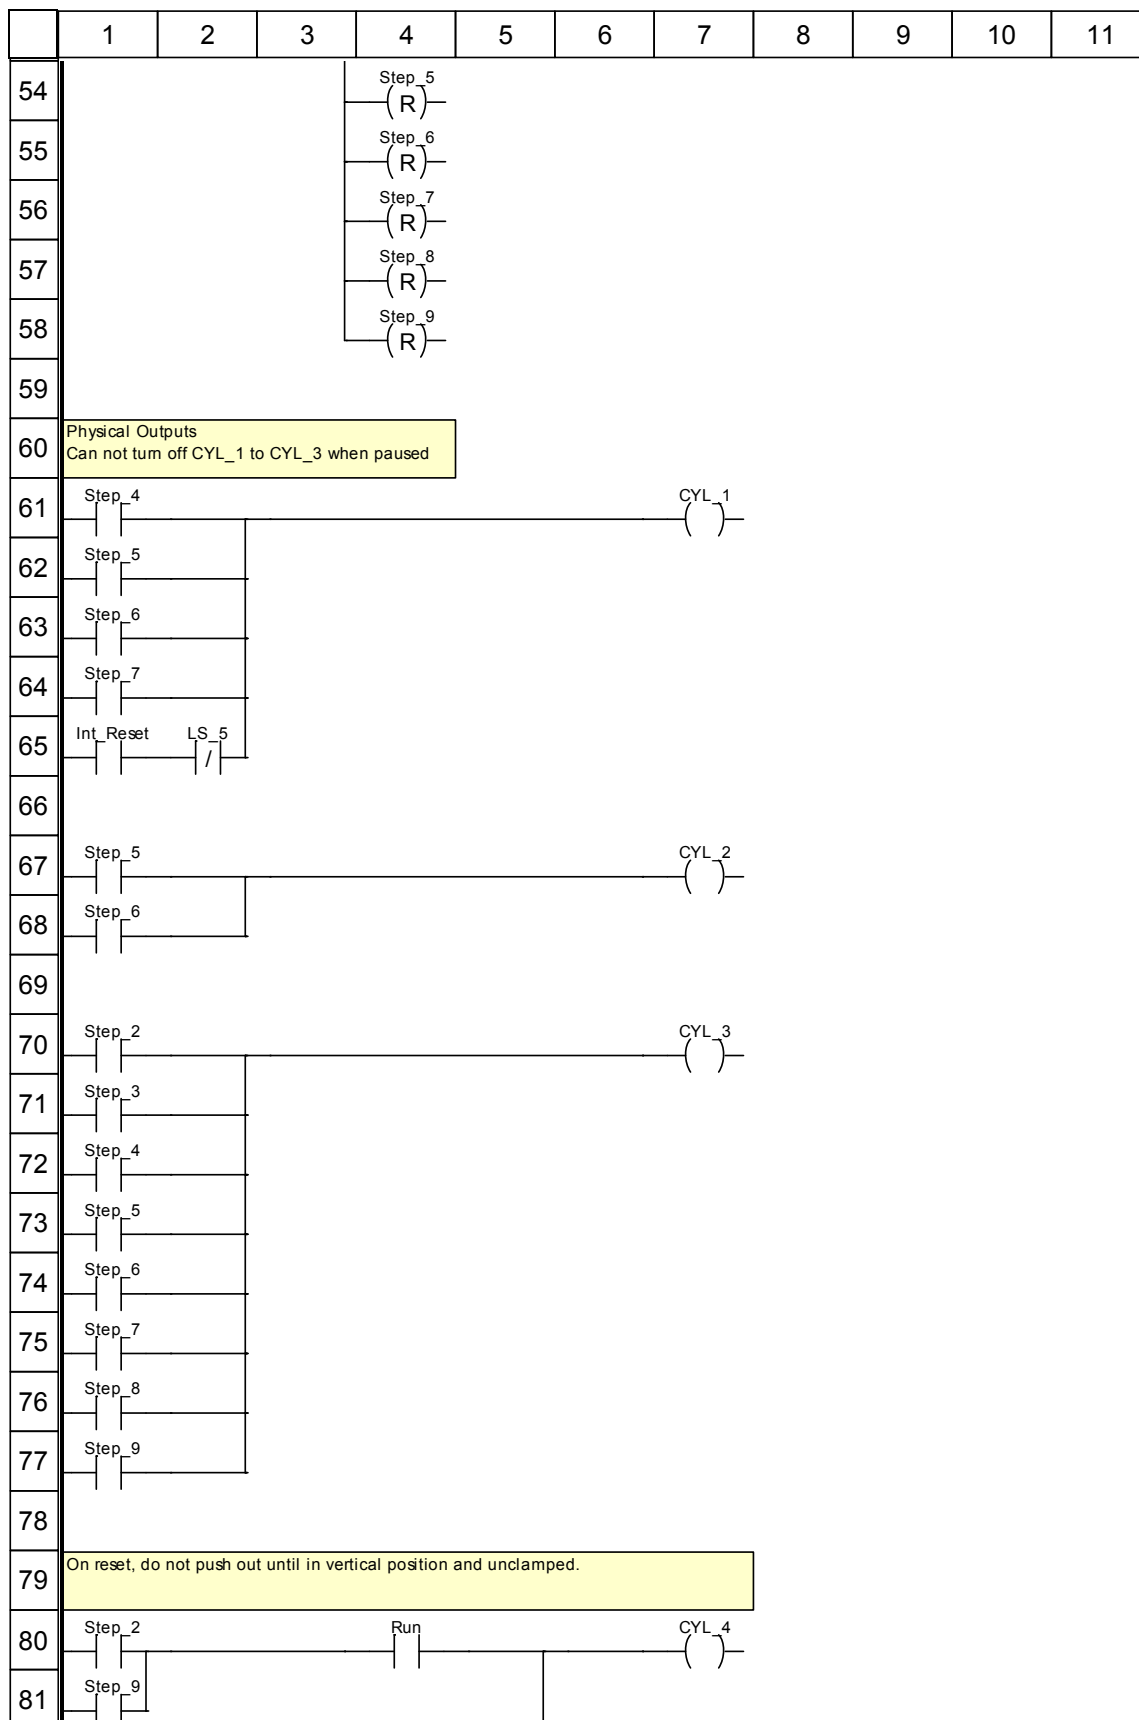 1 2 3 4 5 6 7 8 9 10 11
54 Step_5
R
55 Step_6
R
56 Step_7
R
57 Step_8
R
58 Step_9
R
59
Physical Outputs
60 Can not turn off CYL_1 to CYL_3 when paused
61 Step_4 CYL_1
62 Step_5
63 Step_6
64 Step_7
65 Int_Reset LS_5
/
66
67 Step_5 CYL_2
68 Step_6
69
70 Step_2 CYL_3
71 Step_3
72 Step_4
73 Step_5
74 Step_6
75 Step_7
76 Step_8
77 Step_9
78
79 On reset, do not push out until in vertical position and unclamped.
80 Step_2 Run CYL_4
81 Step_9